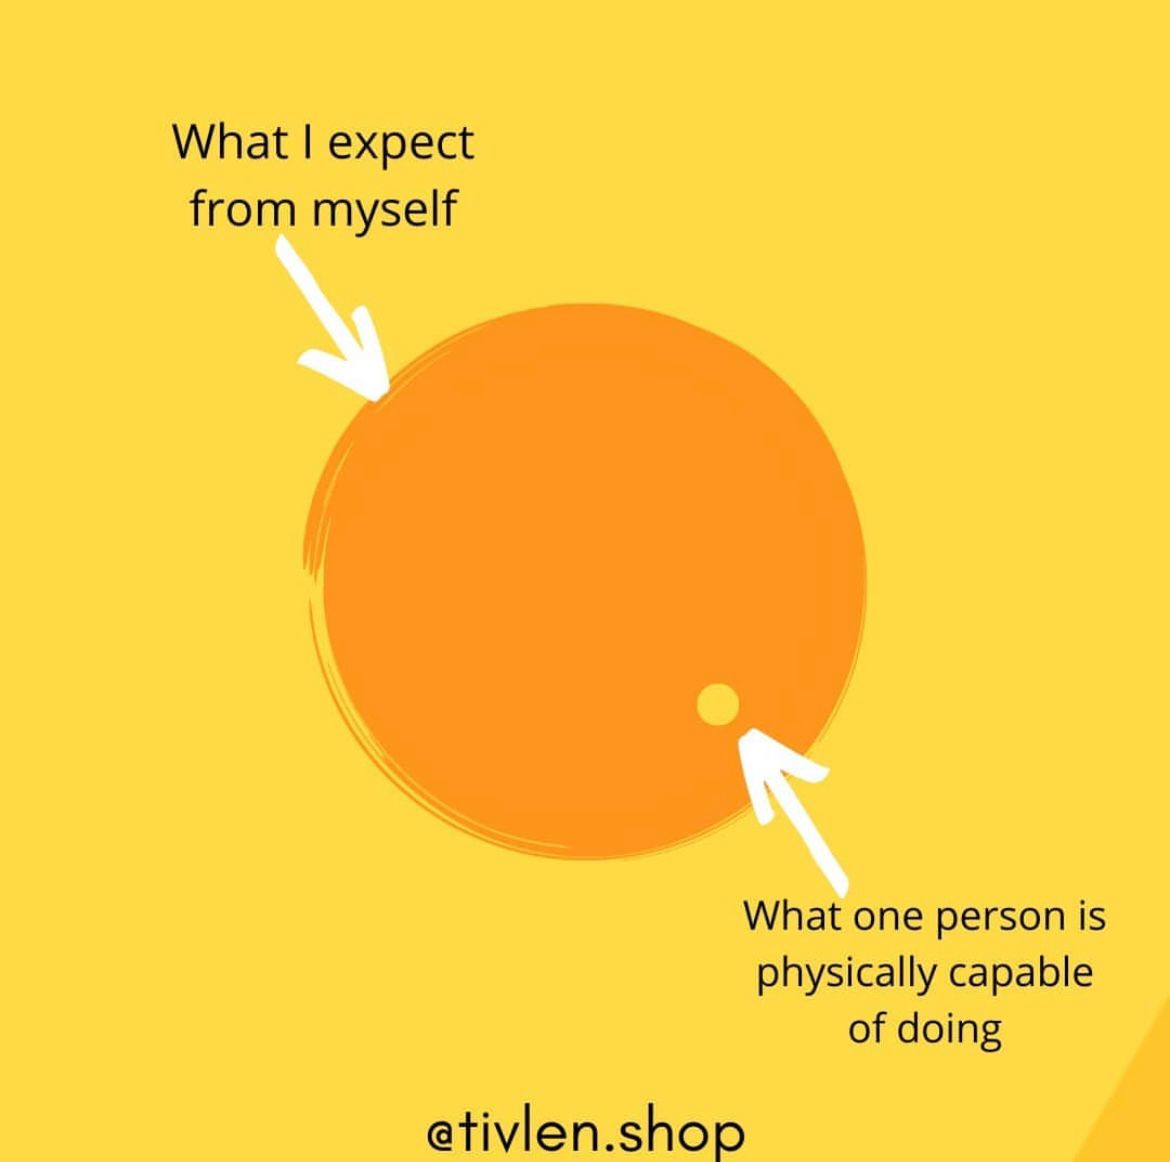 What I expect
from myself
What one person is
physically capable
of doing
@tivlen.shop